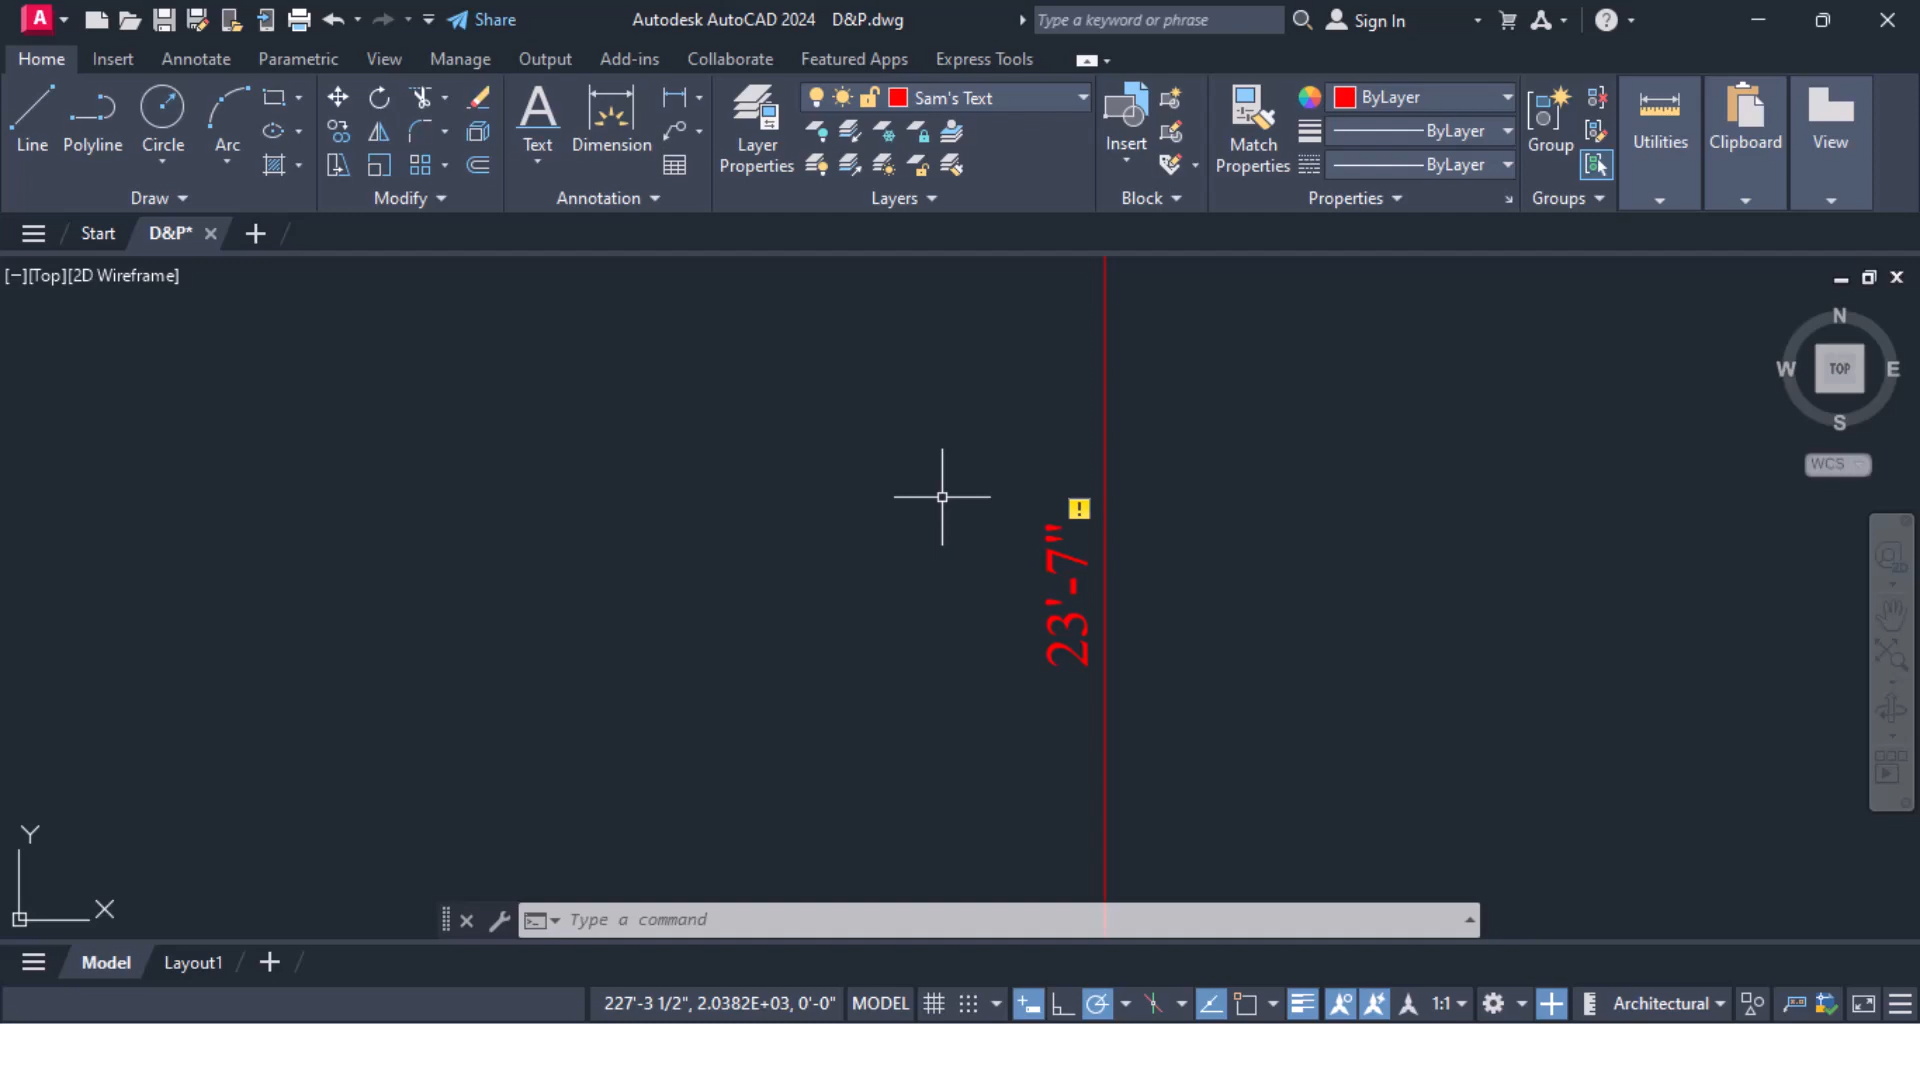 A Share Autodesk AutoCAD 2024 D&P.dwg Type a keyword or phrase Sign In ?
Home Insert Annotate Parametric View Manage Output Add-ins Collaborate Featured Apps Express Tools
Line Polyline Circle Arc
A Text Dimension
Layer Properties
Sam's Text
Insert
Match Properties
ByLayer
ByLayer
ByLayer
Group
Utilities Clipboard View
Draw Modify Annotation Layers Block Properties Groups
Start D&P*
[−][Top][2D Wireframe]
N
W TOP E
S
WCS
2D
!
23'-7"
Y
X
Type a command
Model Layout1
227'-3 1/2", 2.0382E+03, 0'-0" MODEL 1:1 Architectural